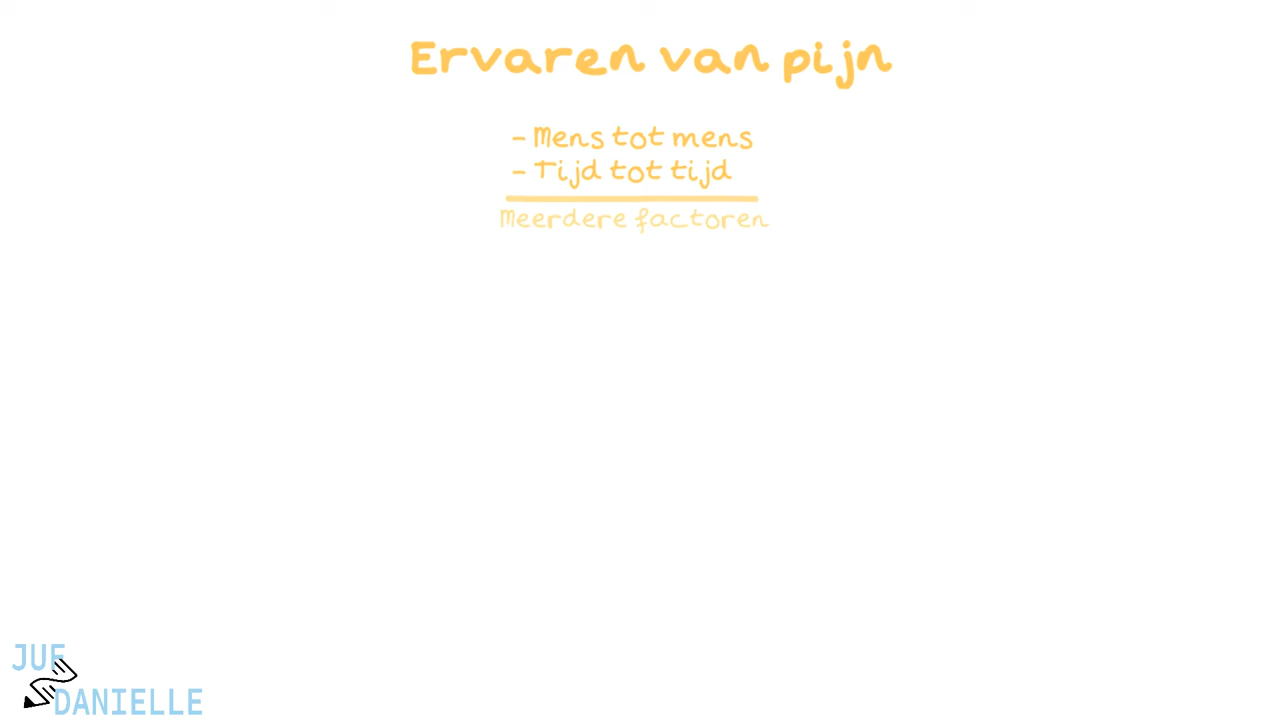 Ervaren van pijn
- Mens tot mens
- Tijd tot tijd
Meerdere factoren
JUF
DANIELLE